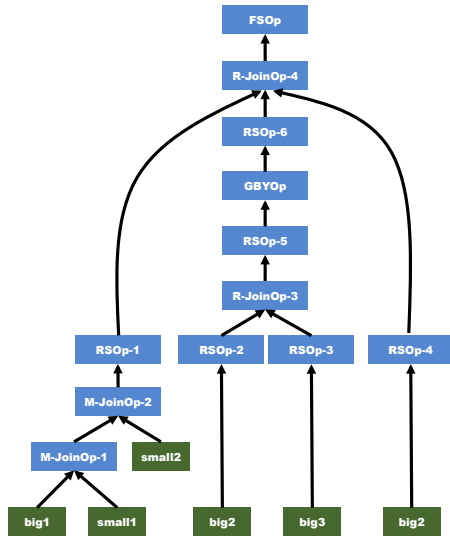 FSOp
R-JoinOp-4
RSOp-6
GBYOp
RSOp-5
R-JoinOp-3
RSOp-1
RSOp-2
RSOp-3
RSOp-4
M-JoinOp-2
M-JoinOp-1
small2
big1
small1
big2
big3
big2